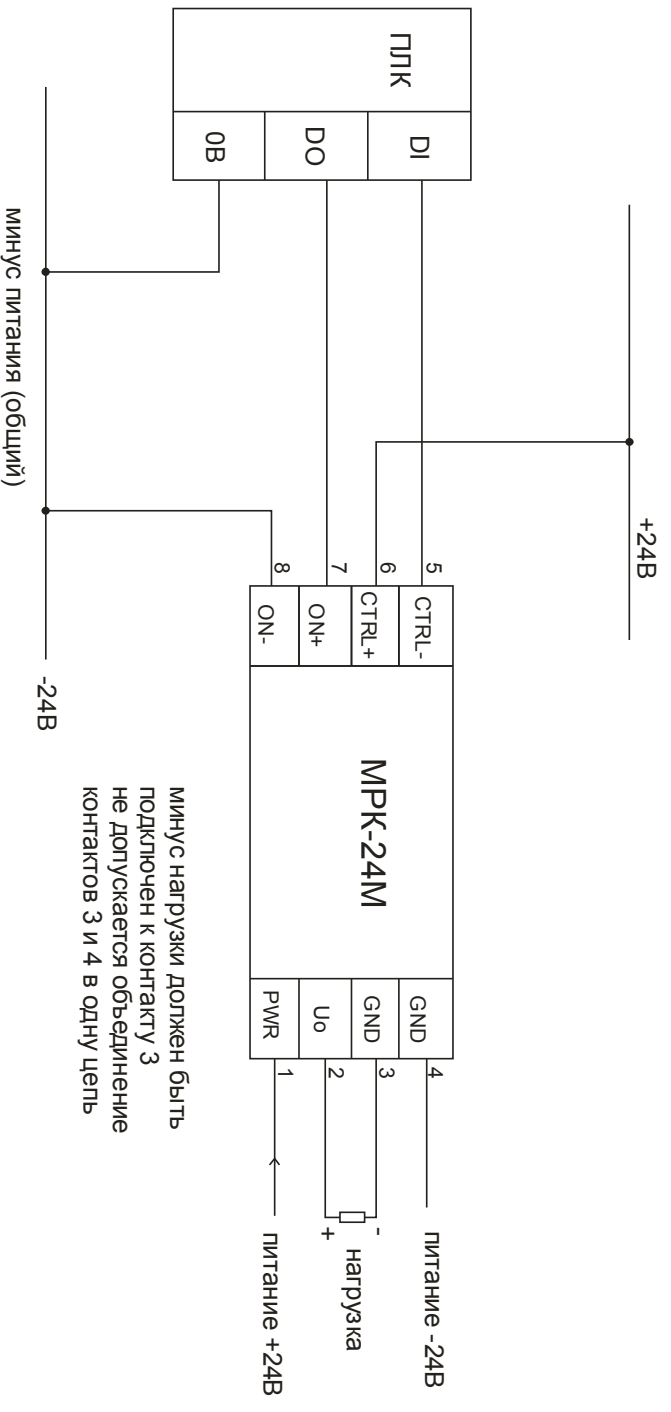 +24В
ПЛК
DI
DO
0В
5
6
7
8
CTRL-
CTRL+
ON+
ON-
МРК-24М
GND
GND
Uo
PWR
4
3
2
1
питание -24В
-
+
нагрузка
питание +24В
минус питания (общий)
-24В
минус нагрузки должен быть
подключен к контакту 3
не допускается объединение
контактов 3 и 4 в одну цепь